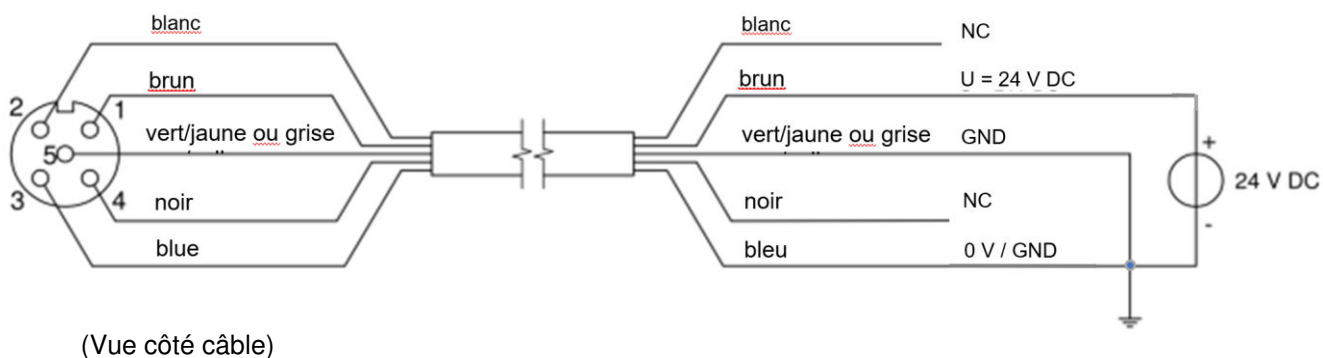 blanc
blanc
NC
brun
brun
U = 24 V DC
2
1
vert/jaune ou grise
vert/jaune ou grise
GND
5
+
24 V DC
3
4
noir
noir
NC
-
blue
bleu
0 V / GND
(Vue côté câble)